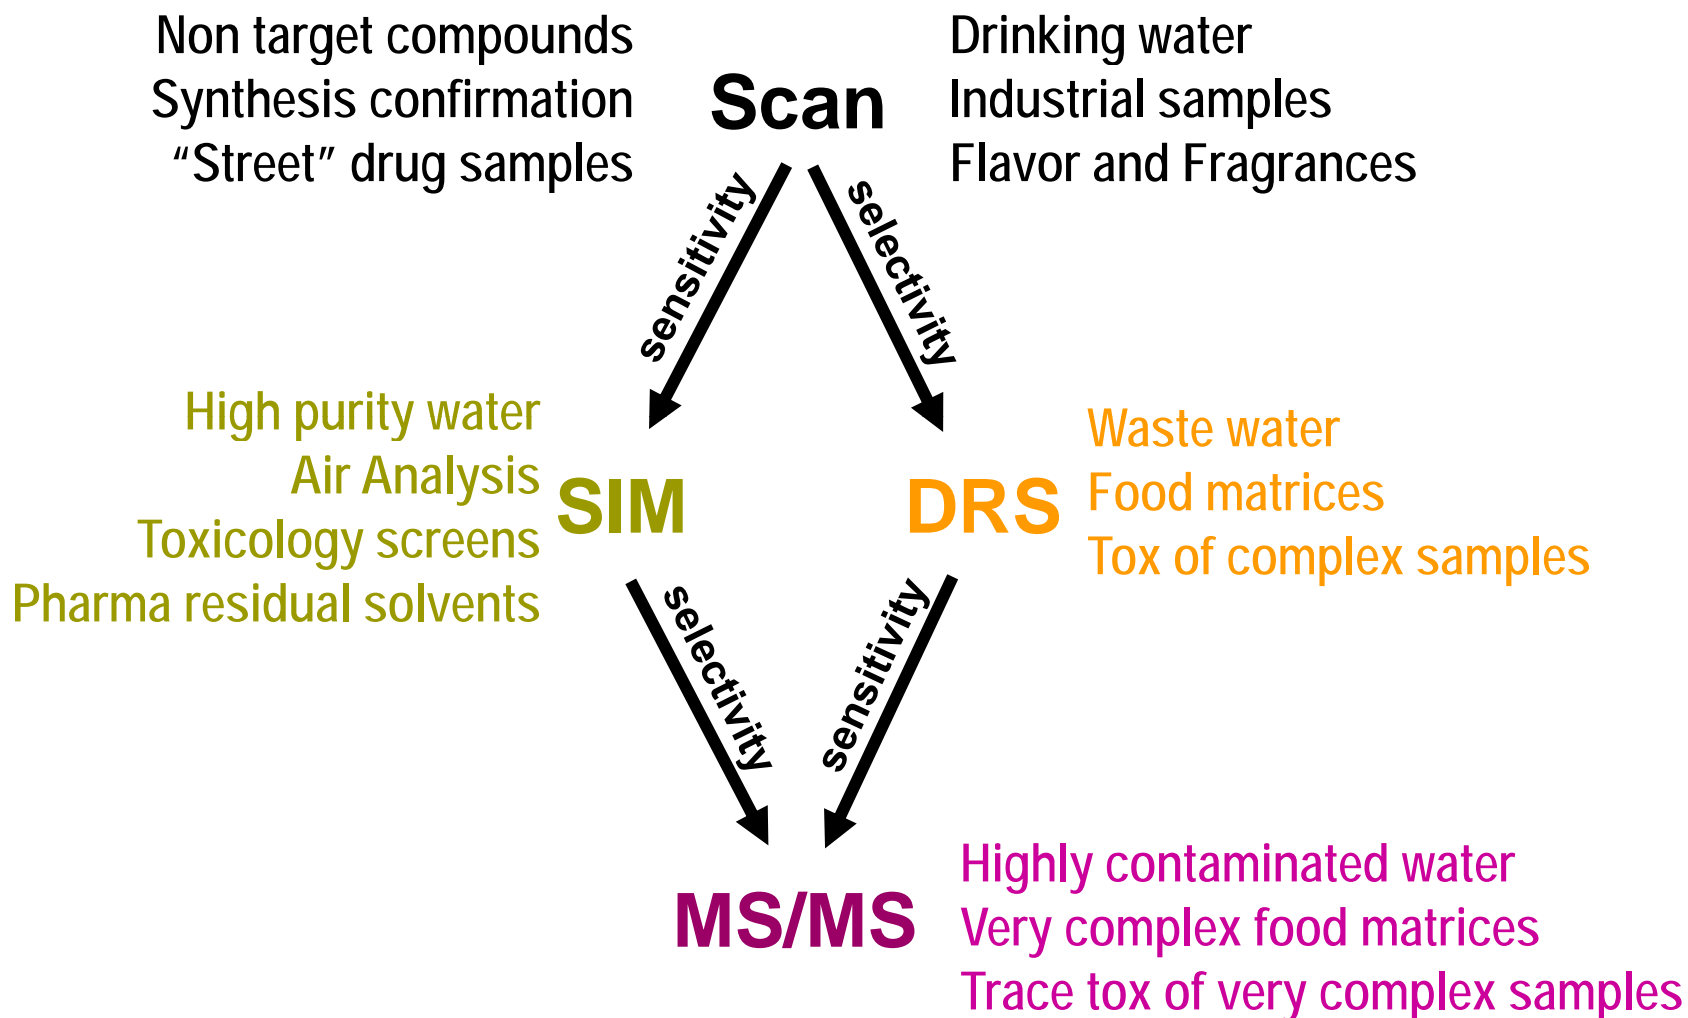 Non target compounds
Synthesis confirmation
“Street” drug samples
Scan
Drinking water
Industrial samples
Flavor and Fragrances
sensitivity
selectivity
High purity water
Air Analysis
Toxicology screens
Pharma residual solvents
SIM
DRS
Waste water
Food matrices
Tox of complex samples
selectivity
sensitivity
MS/MS
Highly contaminated water
Very complex food matrices
Trace tox of very complex samples